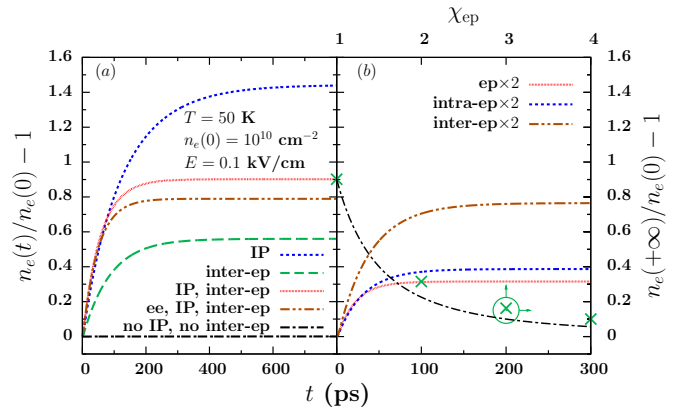 χep
1 2 3 4
1.6 (a) (b) 1.6
1.4 ep×2 1.4
intra-ep×2
1.2 T = 50 K inter-ep×2 1.2
ne(0) = 10^10 cm^−2
1 E = 0.1 kV/cm 1
0.8 0.8
0.6 0.6
IP
0.4 inter-ep 0.4
IP, inter-ep
0.2 ee, IP, inter-ep 0.2
no IP, no inter-ep
0 0
ne(t)/ne(0) − 1
ne(+∞)/ne(0) − 1
0 200 400 600 0 100 200 300
t (ps)